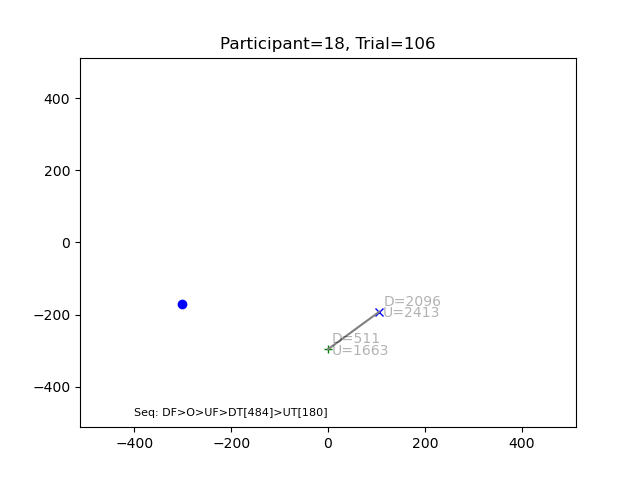 Participant=18, Trial=106
400
200
0
−200
−400
D=2096
U=2413
D=511
U=1663
Seq: DF>O>UF>DT[484]>UT[180]
−400
−200
0
200
400